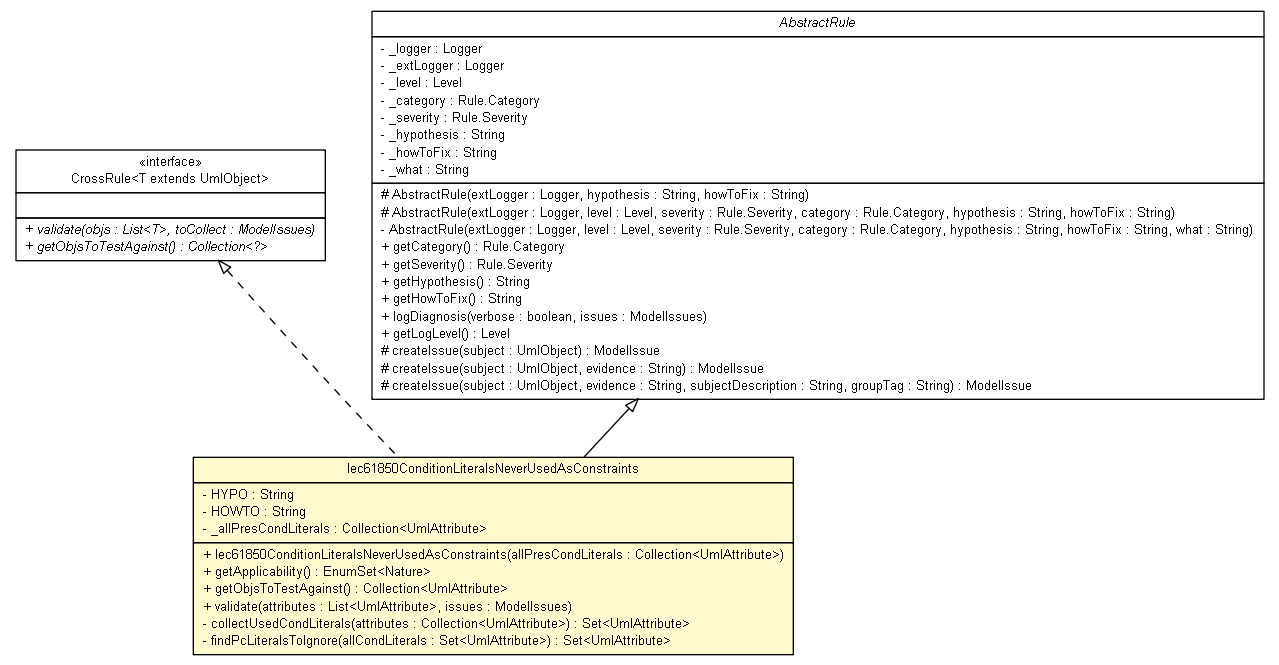 AbstractRule
- _logger : Logger
- _extLogger : Logger
- _level : Level
- _category : Rule.Category
- _severity : Rule.Severity
- _hypothesis : String
- _howToFix : String
- _what : String
# AbstractRule(extLogger : Logger, hypothesis : String, howToFix : String)
# AbstractRule(extLogger : Logger, level : Level, severity : Rule.Severity, category : Rule.Category, hypothesis : String, howToFix : String)
- AbstractRule(extLogger : Logger, level : Level, severity : Rule.Severity, category : Rule.Category, hypothesis : String, howToFix : String, what : String)
+ getCategory() : Rule.Category
+ getSeverity() : Rule.Severity
+ getHypothesis() : String
+ getHowToFix() : String
+ logDiagnosis(verbose : boolean, issues : ModelIssues)
+ getLogLevel() : Level
# createIssue(subject : UmlObject) : ModelIssue
# createIssue(subject : UmlObject, evidence : String) : ModelIssue
# createIssue(subject : UmlObject, evidence : String, subjectDescription : String, groupTag : String) : ModelIssue
«interface»
CrossRule<T extends UmlObject>
+ validate(objs : List<T>, toCollect : ModelIssues)
+ getObjsToTestAgainst() : Collection<?>
Iec61850ConditionLiteralsNeverUsedAsConstraints
- HYPO : String
- HOWTO : String
- _allPresCondLiterals : Collection<UmlAttribute>
+ Iec61850ConditionLiteralsNeverUsedAsConstraints(allPresCondLiterals : Collection<UmlAttribute>)
+ getApplicability() : EnumSet<Nature>
+ getObjsToTestAgainst() : Collection<UmlAttribute>
+ validate(attributes : List<UmlAttribute>, issues : ModelIssues)
- collectUsedCondLiterals(attributes : Collection<UmlAttribute>) : Set<UmlAttribute>
- findPcLiteralsToIgnore(allCondLiterals : Set<UmlAttribute>) : Set<UmlAttribute>